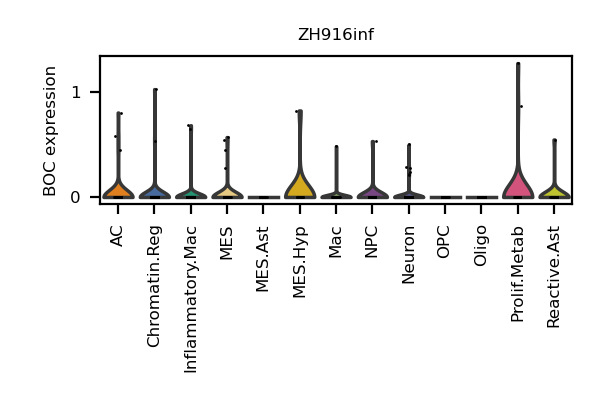 ZH916inf
BOC expression
1
0
AC
Chromatin.Reg
Inflammatory.Mac
MES
MES.Ast
MES.Hyp
Mac
NPC
Neuron
OPC
Oligo
Prolif.Metab
Reactive.Ast